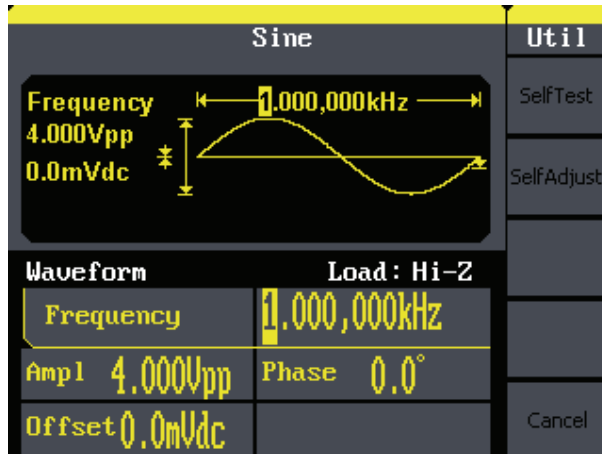 Sine
Util
Frequency
1.000,000kHz
4.000Vpp
0.0mVdc
SelfTest
SelfAdjust
Waveform
Load: Hi-Z
Frequency
1.000,000kHz
Ampl 4.000Vpp
Phase 0.0°
Offset 0.0mVdc
Cancel